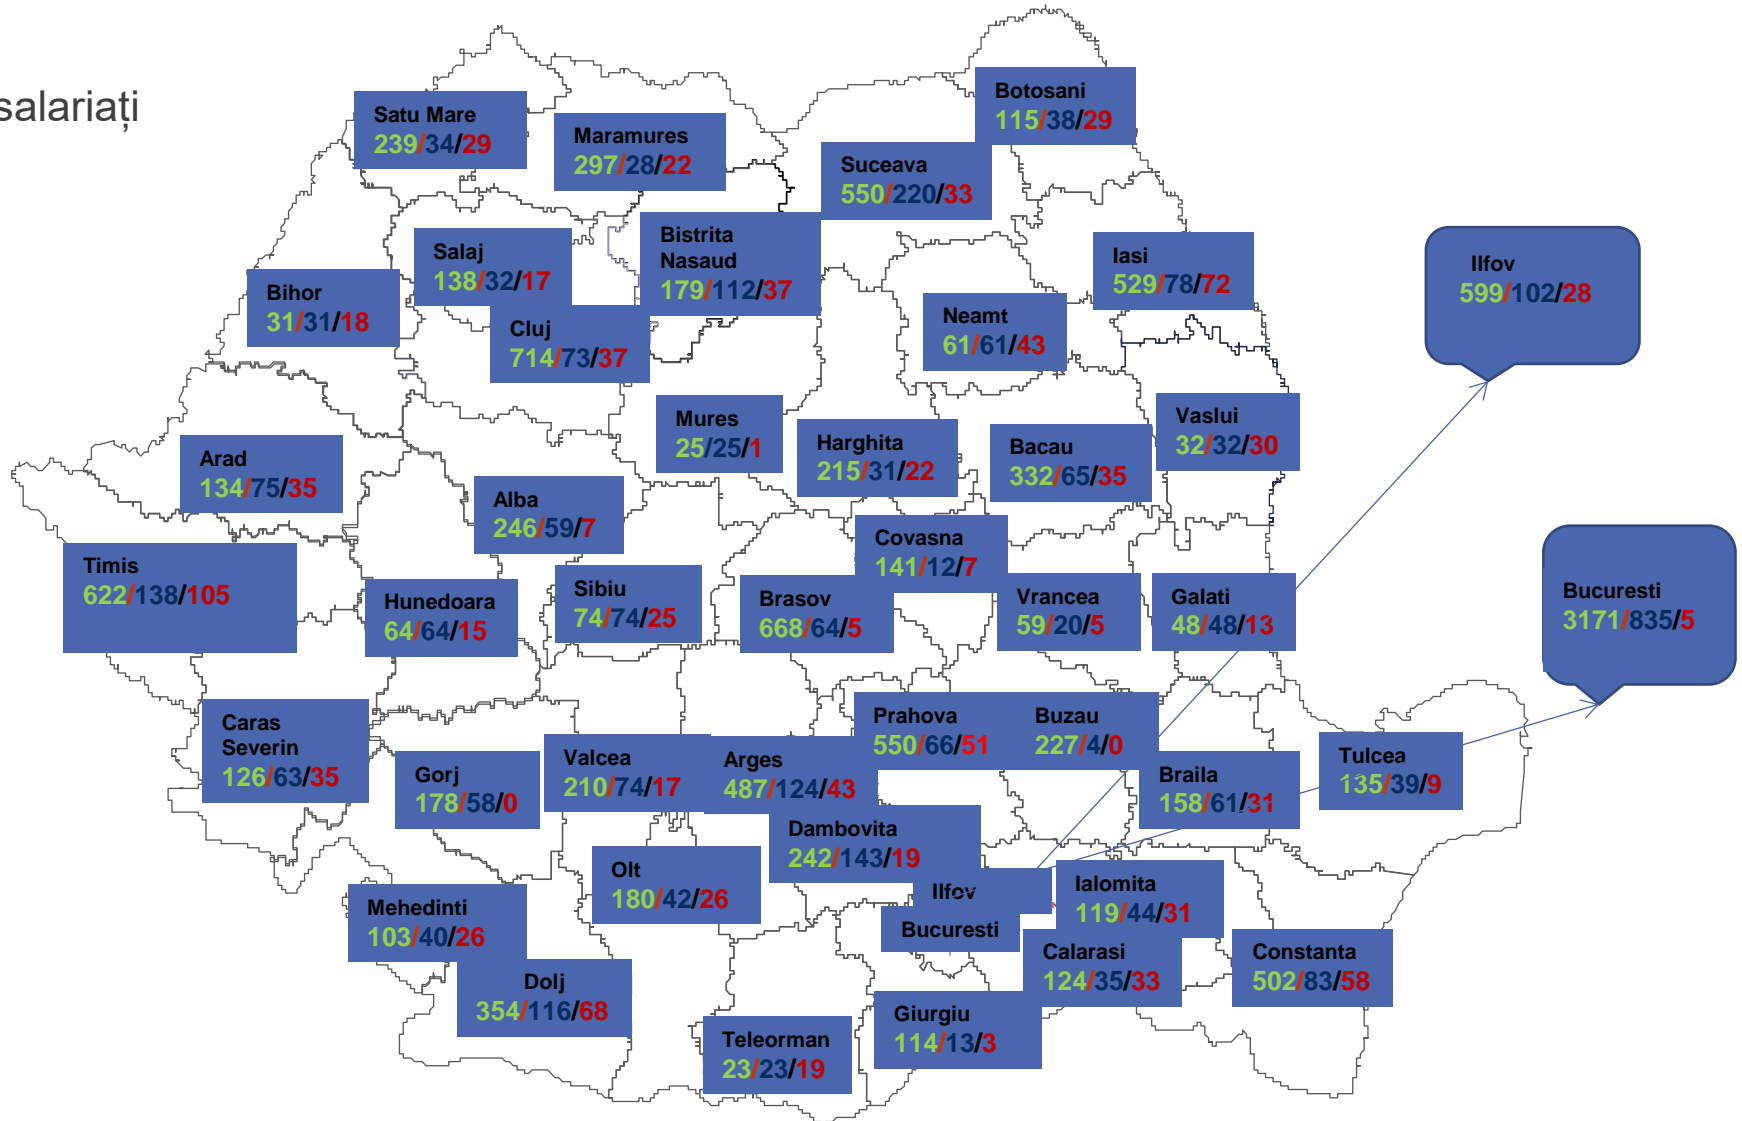 salariați
Satu Mare
239/34/29
Maramures
297/28/22
Botosani
115/38/29
Suceava
550/220/33
Salaj
138/32/17
Bistrita
Nasaud
179/112/37
Iasi
529/78/72
Ilfov
599/102/28
Bihor
31/31/18
Cluj
714/73/37
Neamt
61/61/43
Mures
25/25/1
Harghita
215/31/22
Bacau
332/65/35
Vaslui
32/32/30
Arad
134/75/35
Alba
246/59/7
Covasna
141/12/7
Timis
622/138/105
Hunedoara
64/64/15
Sibiu
74/74/25
Brasov
668/64/5
Vrancea
59/20/5
Galati
48/48/13
Bucuresti
3171/835/5
Caras
Severin
126/63/35
Gorj
178/58/0
Valcea
210/74/17
Arges
487/124/43
Prahova
550/66/51
Buzau
227/4/0
Braila
158/61/31
Tulcea
135/39/9
Dambovita
242/143/19
Olt
180/42/26
Ilfov
Bucuresti
Ialomita
119/44/31
Mehedinti
103/40/26
Calarasi
124/35/33
Constanta
502/83/58
Dolj
354/116/68
Giurgiu
114/13/3
Teleorman
23/23/19